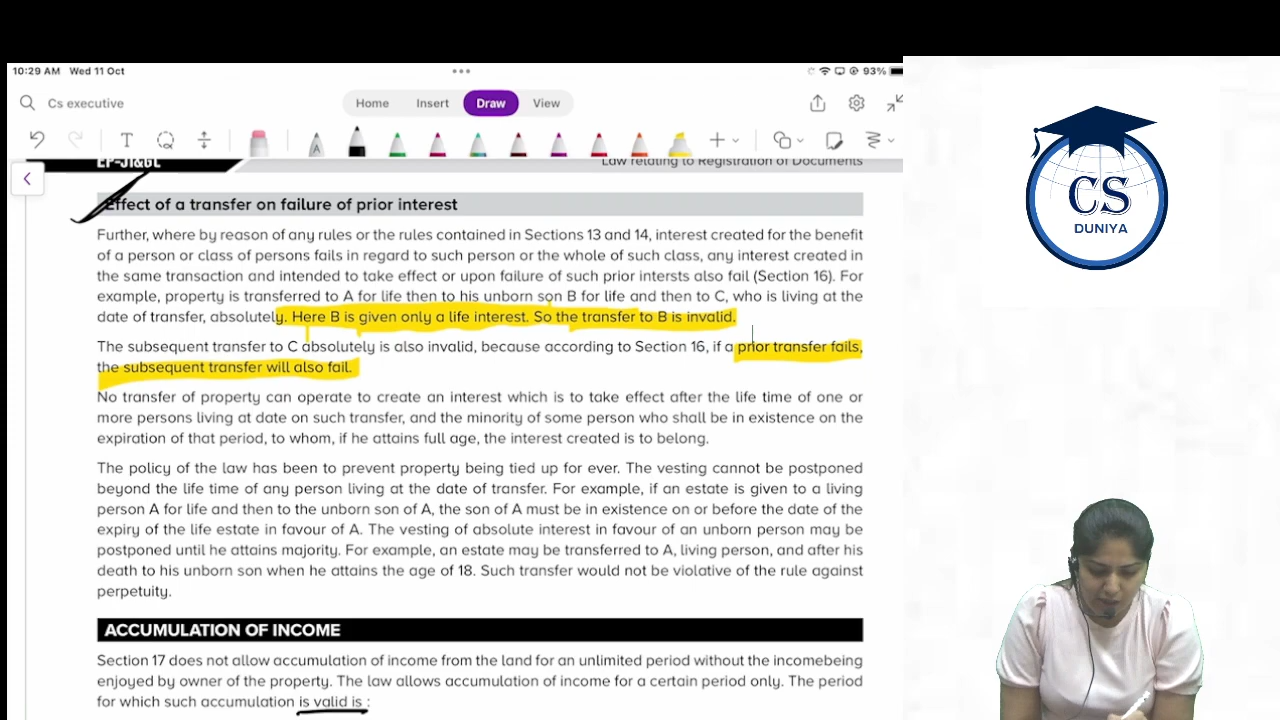 10:29 AM Wed 11 Oct
93%
Cs executive
Home Insert Draw View
T
A
EP-JI&GL
Law relating to Registration of Documents
Effect of a transfer on failure of prior interest
Further, where by reason of any rules or the rules contained in Sections 13 and 14, interest created for the benefit
of a person or class of persons fails in regard to such person or the whole of such class, any interest created in
the same transaction and intended to take effect or upon failure of such prior intersts also fail (Section 16). For
example, property is transferred to A for life then to his unborn son B for life and then to C, who is living at the
date of transfer, absolutely. Here B is given only a life interest. So the transfer to B is invalid.
The subsequent transfer to C absolutely is also invalid, because according to Section 16, if a prior transfer fails,
the subsequent transfer will also fail.
No transfer of property can operate to create an interest which is to take effect after the life time of one or
more persons living at date on such transfer, and the minority of some person who shall be in existence on the
expiration of that period, to whom, if he attains full age, the interest created is to belong.
The policy of the law has been to prevent property being tied up for ever. The vesting cannot be postponed
beyond the life time of any person living at the date of transfer. For example, if an estate is given to a living
person A for life and then to the unborn son of A, the son of A must be in existence on or before the date of the
expiry of the life estate in favour of A. The vesting of absolute interest in favour of an unborn person may be
postponed until he attains majority. For example, an estate may be transferred to A, living person, and after his
death to his unborn son when he attains the age of 18. Such transfer would not be violative of the rule against
perpetuity.
ACCUMULATION OF INCOME
Section 17 does not allow accumulation of income from the land for an unlimited period without the incomebeing
enjoyed by owner of the property. The law allows accumulation of income for a certain period only. The period
for which such accumulation is valid is :
CS
DUNIYA